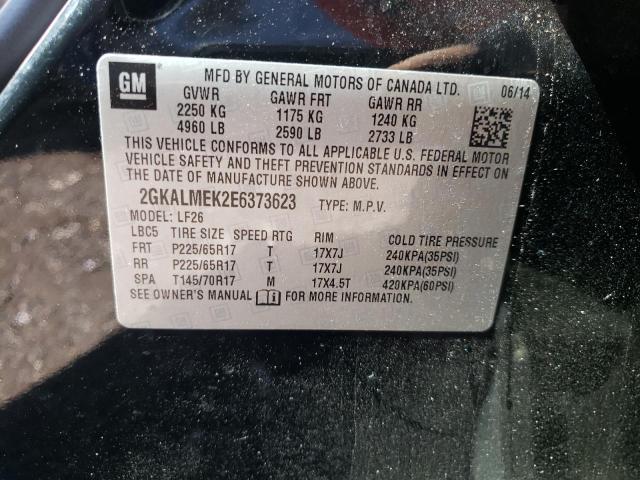 GM MFD BY GENERAL MOTORS OF CANADA LTD. 06/14
GVWR GAWR FRT GAWR RR
2250 KG 1175 KG 1240 KG
4960 LB 2590 LB 2733 LB
THIS VEHICLE CONFORMS TO ALL APPLICABLE U.S. FEDERAL MOTOR
VEHICLE SAFETY AND THEFT PREVENTION STANDARDS IN EFFECT ON
THE DATE OF MANUFACTURE SHOWN ABOVE.
2GKALMEK2E6373623 TYPE: M.P.V.
MODEL: LF26
LBC5 TIRE SIZE SPEED RTG RIM COLD TIRE PRESSURE
FRT P225/65R17 T 17X7J 240KPA(35PSI)
RR P225/65R17 T 17X7J 240KPA(35PSI)
SPA T145/70R17 M 17X4.5T 420KPA(60PSI)
SEE OWNER'S MANUAL FOR MORE INFORMATION.